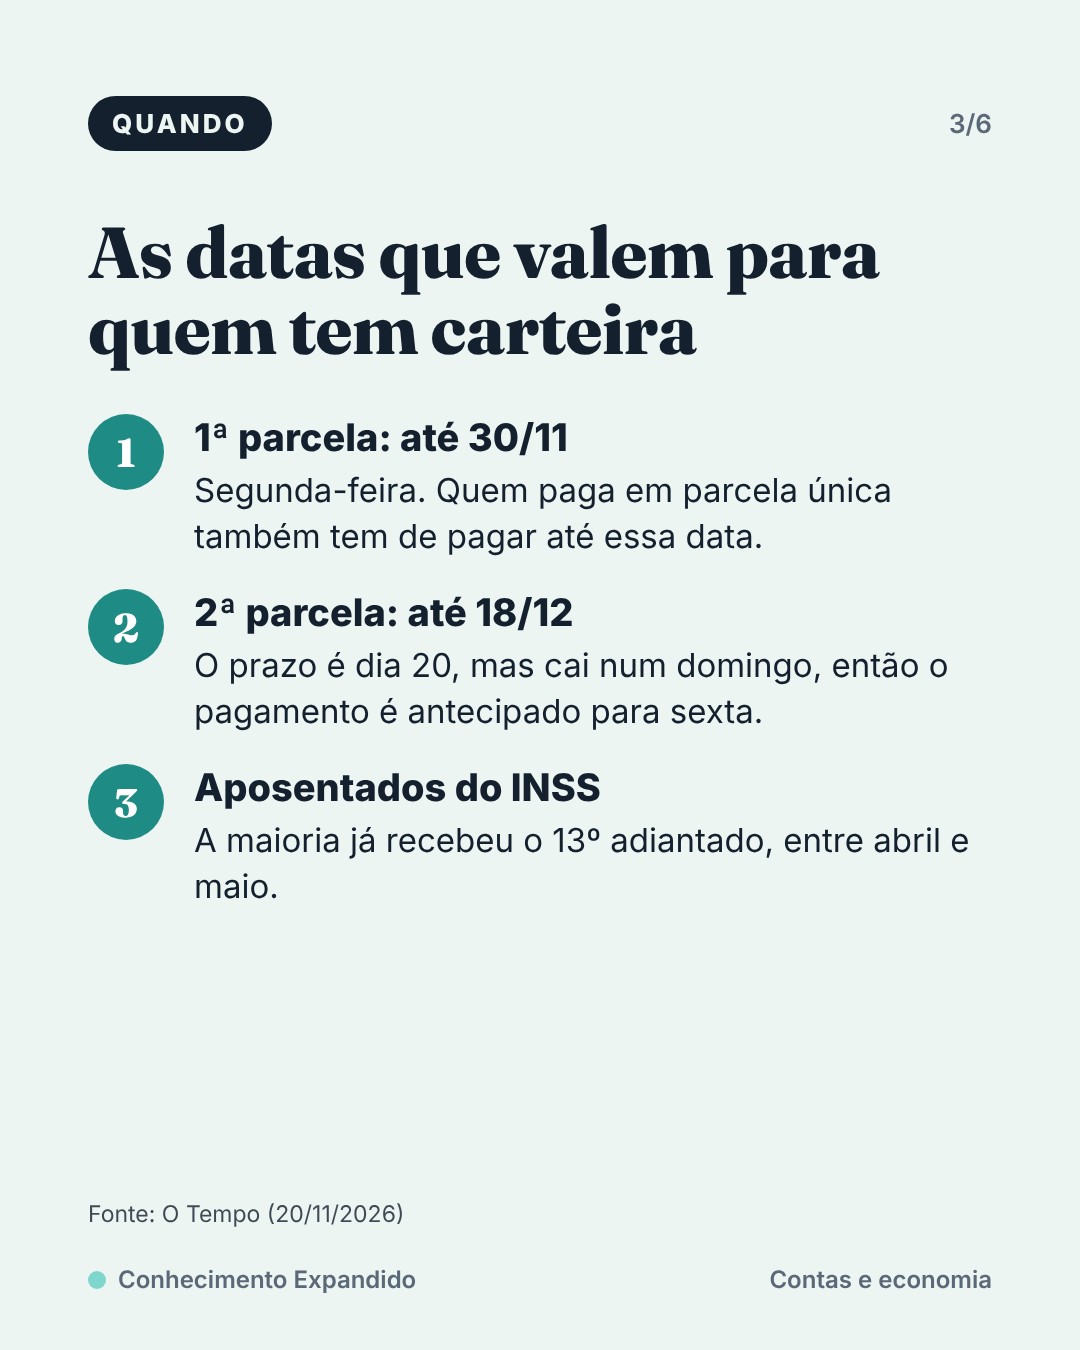 QUANDO
3/6
As datas que valem para
quem tem carteira
1
1ª parcela: até 30/11
Segunda-feira. Quem paga em parcela única
também tem de pagar até essa data.
2
2ª parcela: até 18/12
O prazo é dia 20, mas cai num domingo, então o
pagamento é antecipado para sexta.
3
Aposentados do INSS
A maioria já recebeu o 13º adiantado, entre abril e
maio.
Fonte: O Tempo (20/11/2026)
Conhecimento Expandido
Contas e economia